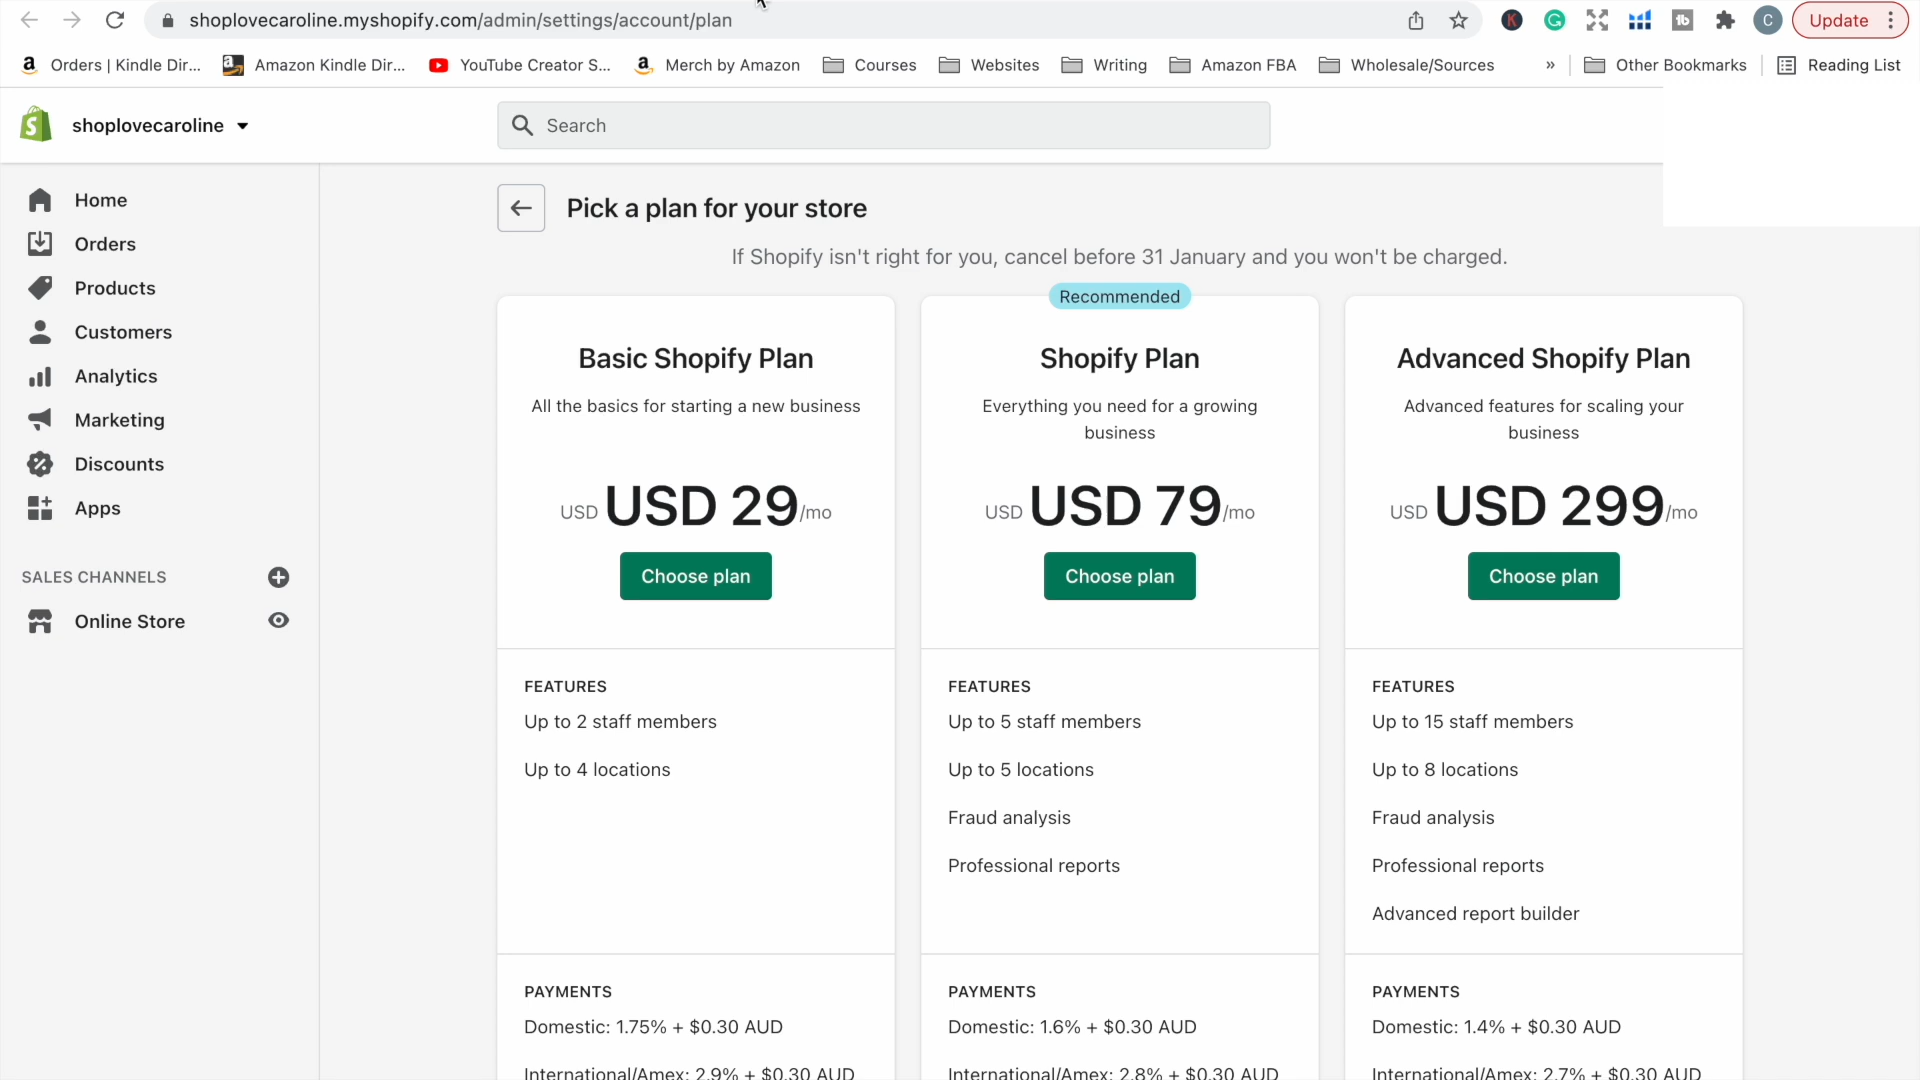 shoplovecaroline.myshopify.com/admin/settings/account/plan
C
Update
Orders | Kindle Dir...
Amazon Kindle Dir...
YouTube Creator S...
Merch by Amazon
Courses
Websites
Writing
Amazon FBA
Wholesale/Sources
»
Other Bookmarks
Reading List
shoplovecaroline
Search
Home
Orders
Products
Customers
Analytics
Marketing
Discounts
Apps
SALES CHANNELS
Online Store
Pick a plan for your store
If Shopify isn't right for you, cancel before 31 January and you won't be charged.
Basic Shopify Plan
All the basics for starting a new business
USD USD 29/mo
Choose plan
FEATURES
Up to 2 staff members
Up to 4 locations
PAYMENTS
Domestic: 1.75% + $0.30 AUD
International/Amex: 2.9% + $0.30 AUD
Recommended
Shopify Plan
Everything you need for a growing
business
USD USD 79/mo
Choose plan
FEATURES
Up to 5 staff members
Up to 5 locations
Fraud analysis
Professional reports
PAYMENTS
Domestic: 1.6% + $0.30 AUD
International/Amex: 2.8% + $0.30 AUD
Advanced Shopify Plan
Advanced features for scaling your
business
USD USD 299/mo
Choose plan
FEATURES
Up to 15 staff members
Up to 8 locations
Fraud analysis
Professional reports
Advanced report builder
PAYMENTS
Domestic: 1.4% + $0.30 AUD
International/Amex: 2.7% + $0.30 AUD